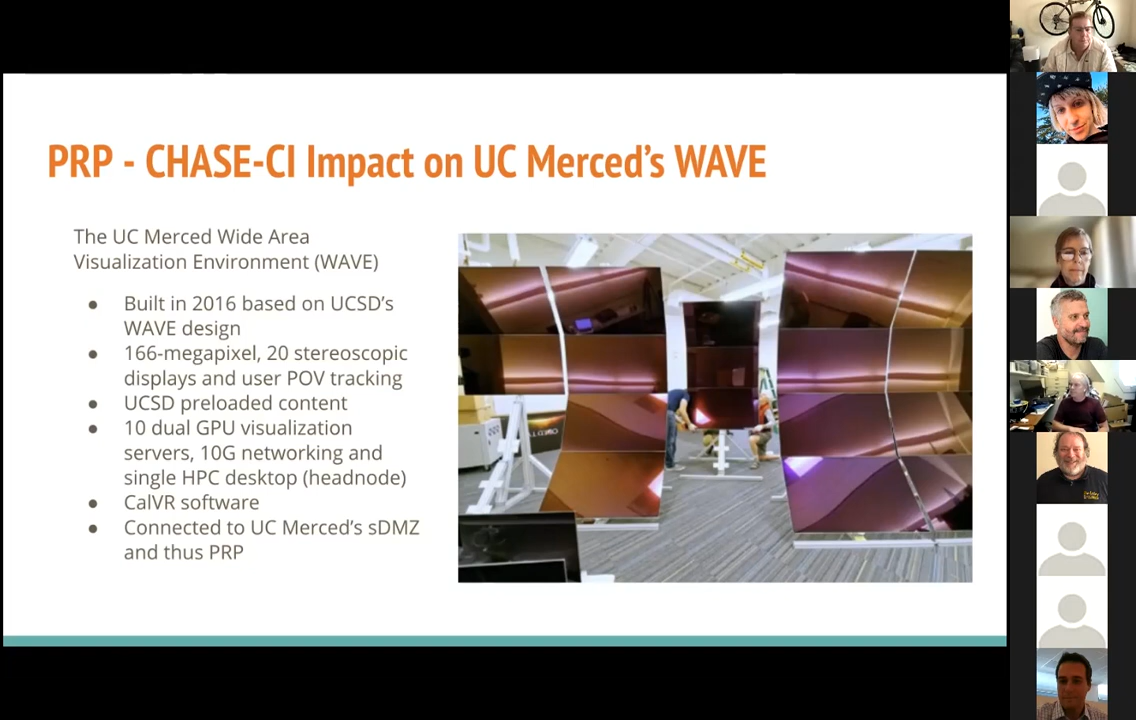 PRP - CHASE-CI Impact on UC Merced's WAVE
The UC Merced Wide Area
Visualization Environment (WAVE)
● Built in 2016 based on UCSD's
WAVE design
● 166-megapixel, 20 stereoscopic
displays and user POV tracking
● UCSD preloaded content
● 10 dual GPU visualization
servers, 10G networking and
single HPC desktop (headnode)
● CalVR software
● Connected to UC Merced's sDMZ
and thus PRP